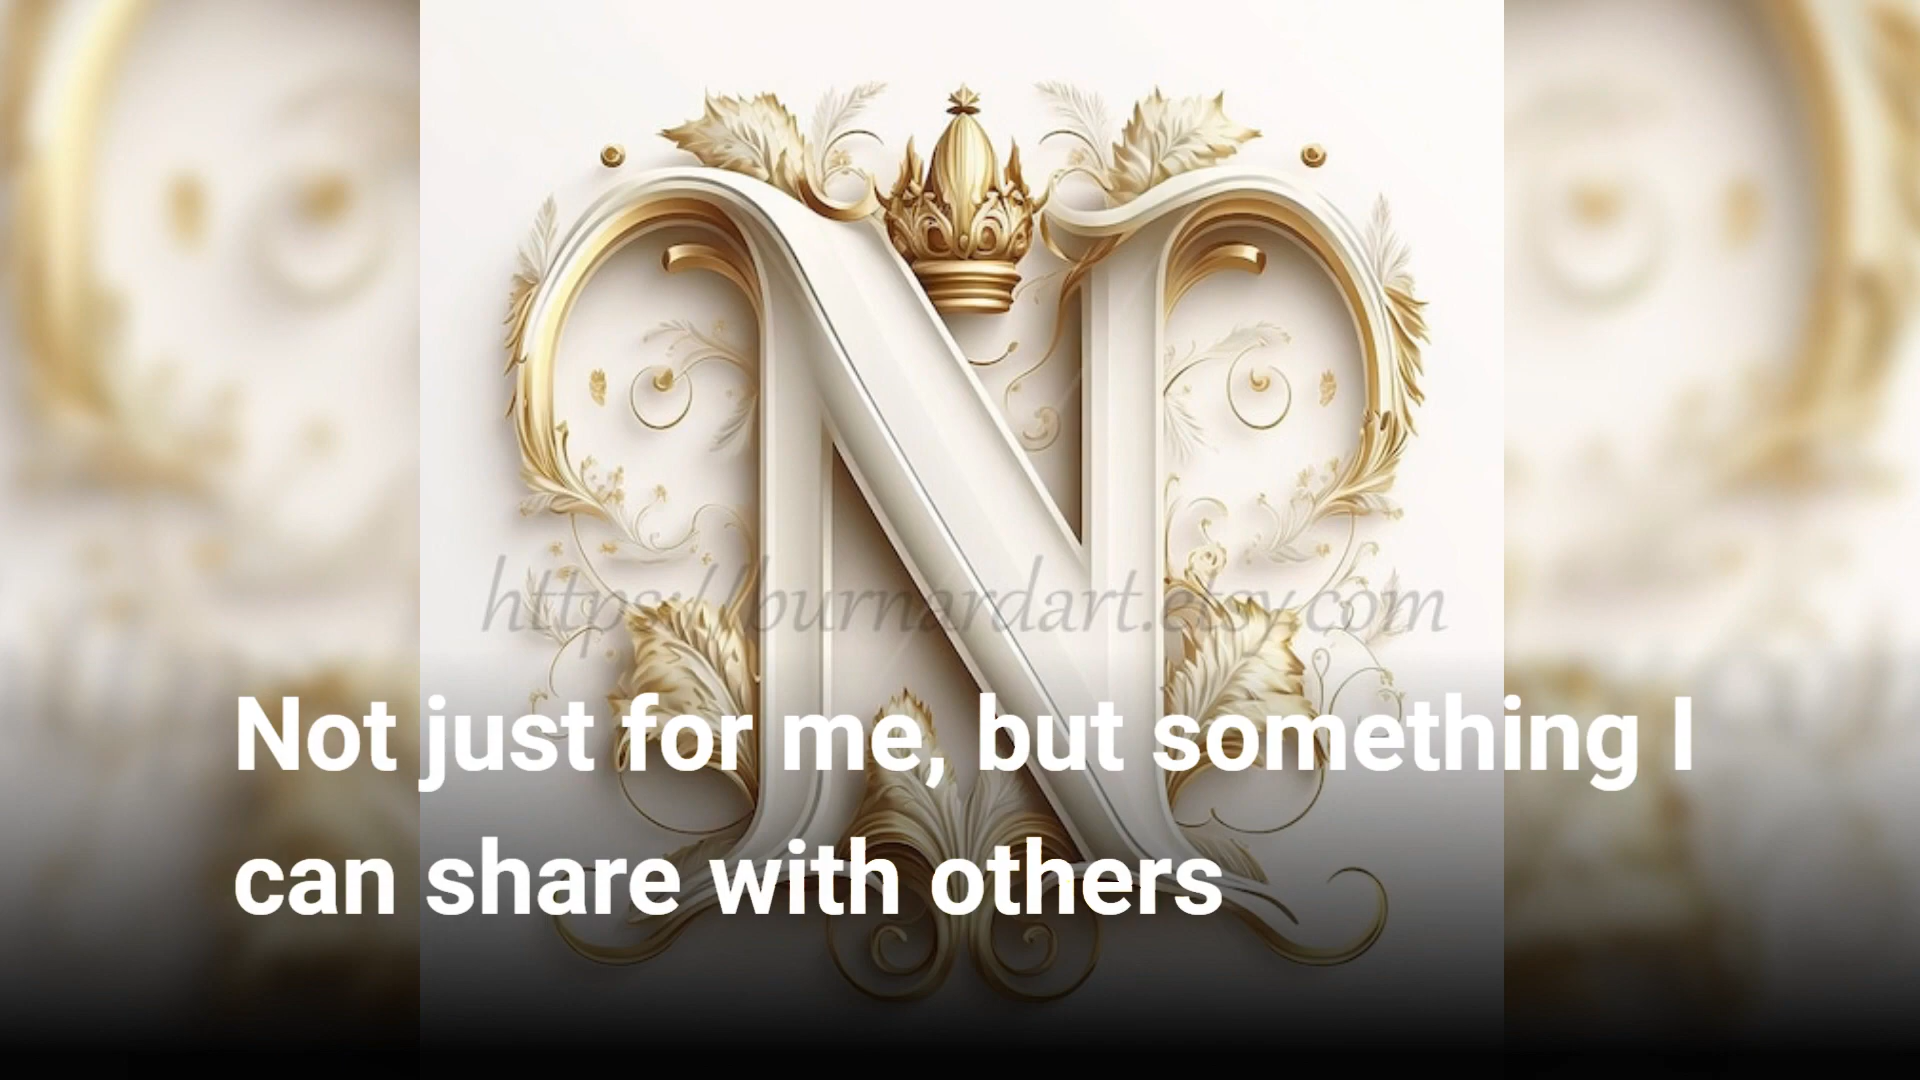 N
https://burnardart.etsy.com
Not just for me, but something I
can share with others